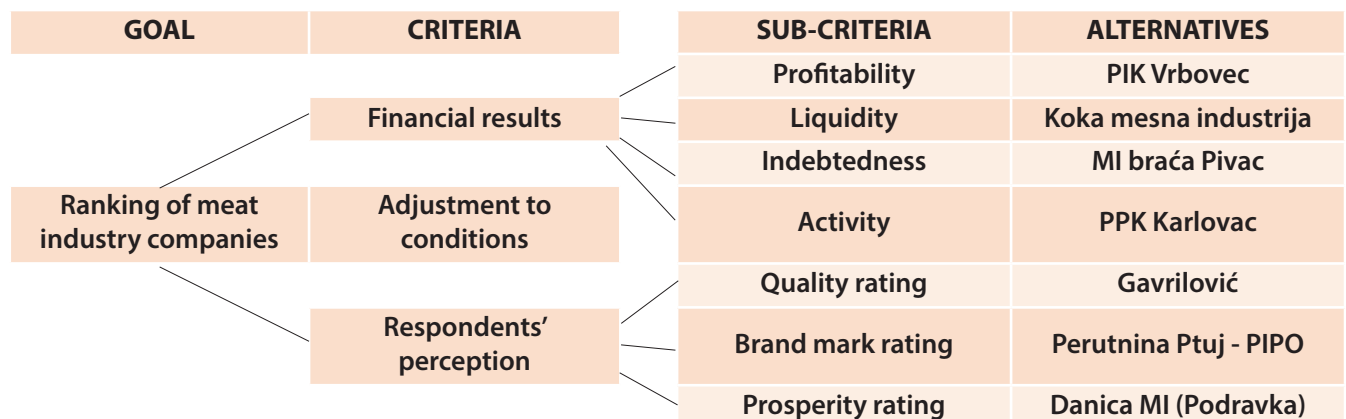 GOAL
CRITERIA
SUB-CRITERIA
ALTERNATIVES
Profitability
PIK Vrbovec
Financial results
Liquidity
Koka mesna industrija
Indebtedness
MI braća Pivac
Ranking of meat
industry companies
Adjustment to
conditions
Activity
PPK Karlovac
Quality rating
Gavrilović
Respondents'
perception
Brand mark rating
Perutnina Ptuj - PIPO
Prosperity rating
Danica MI (Podravka)